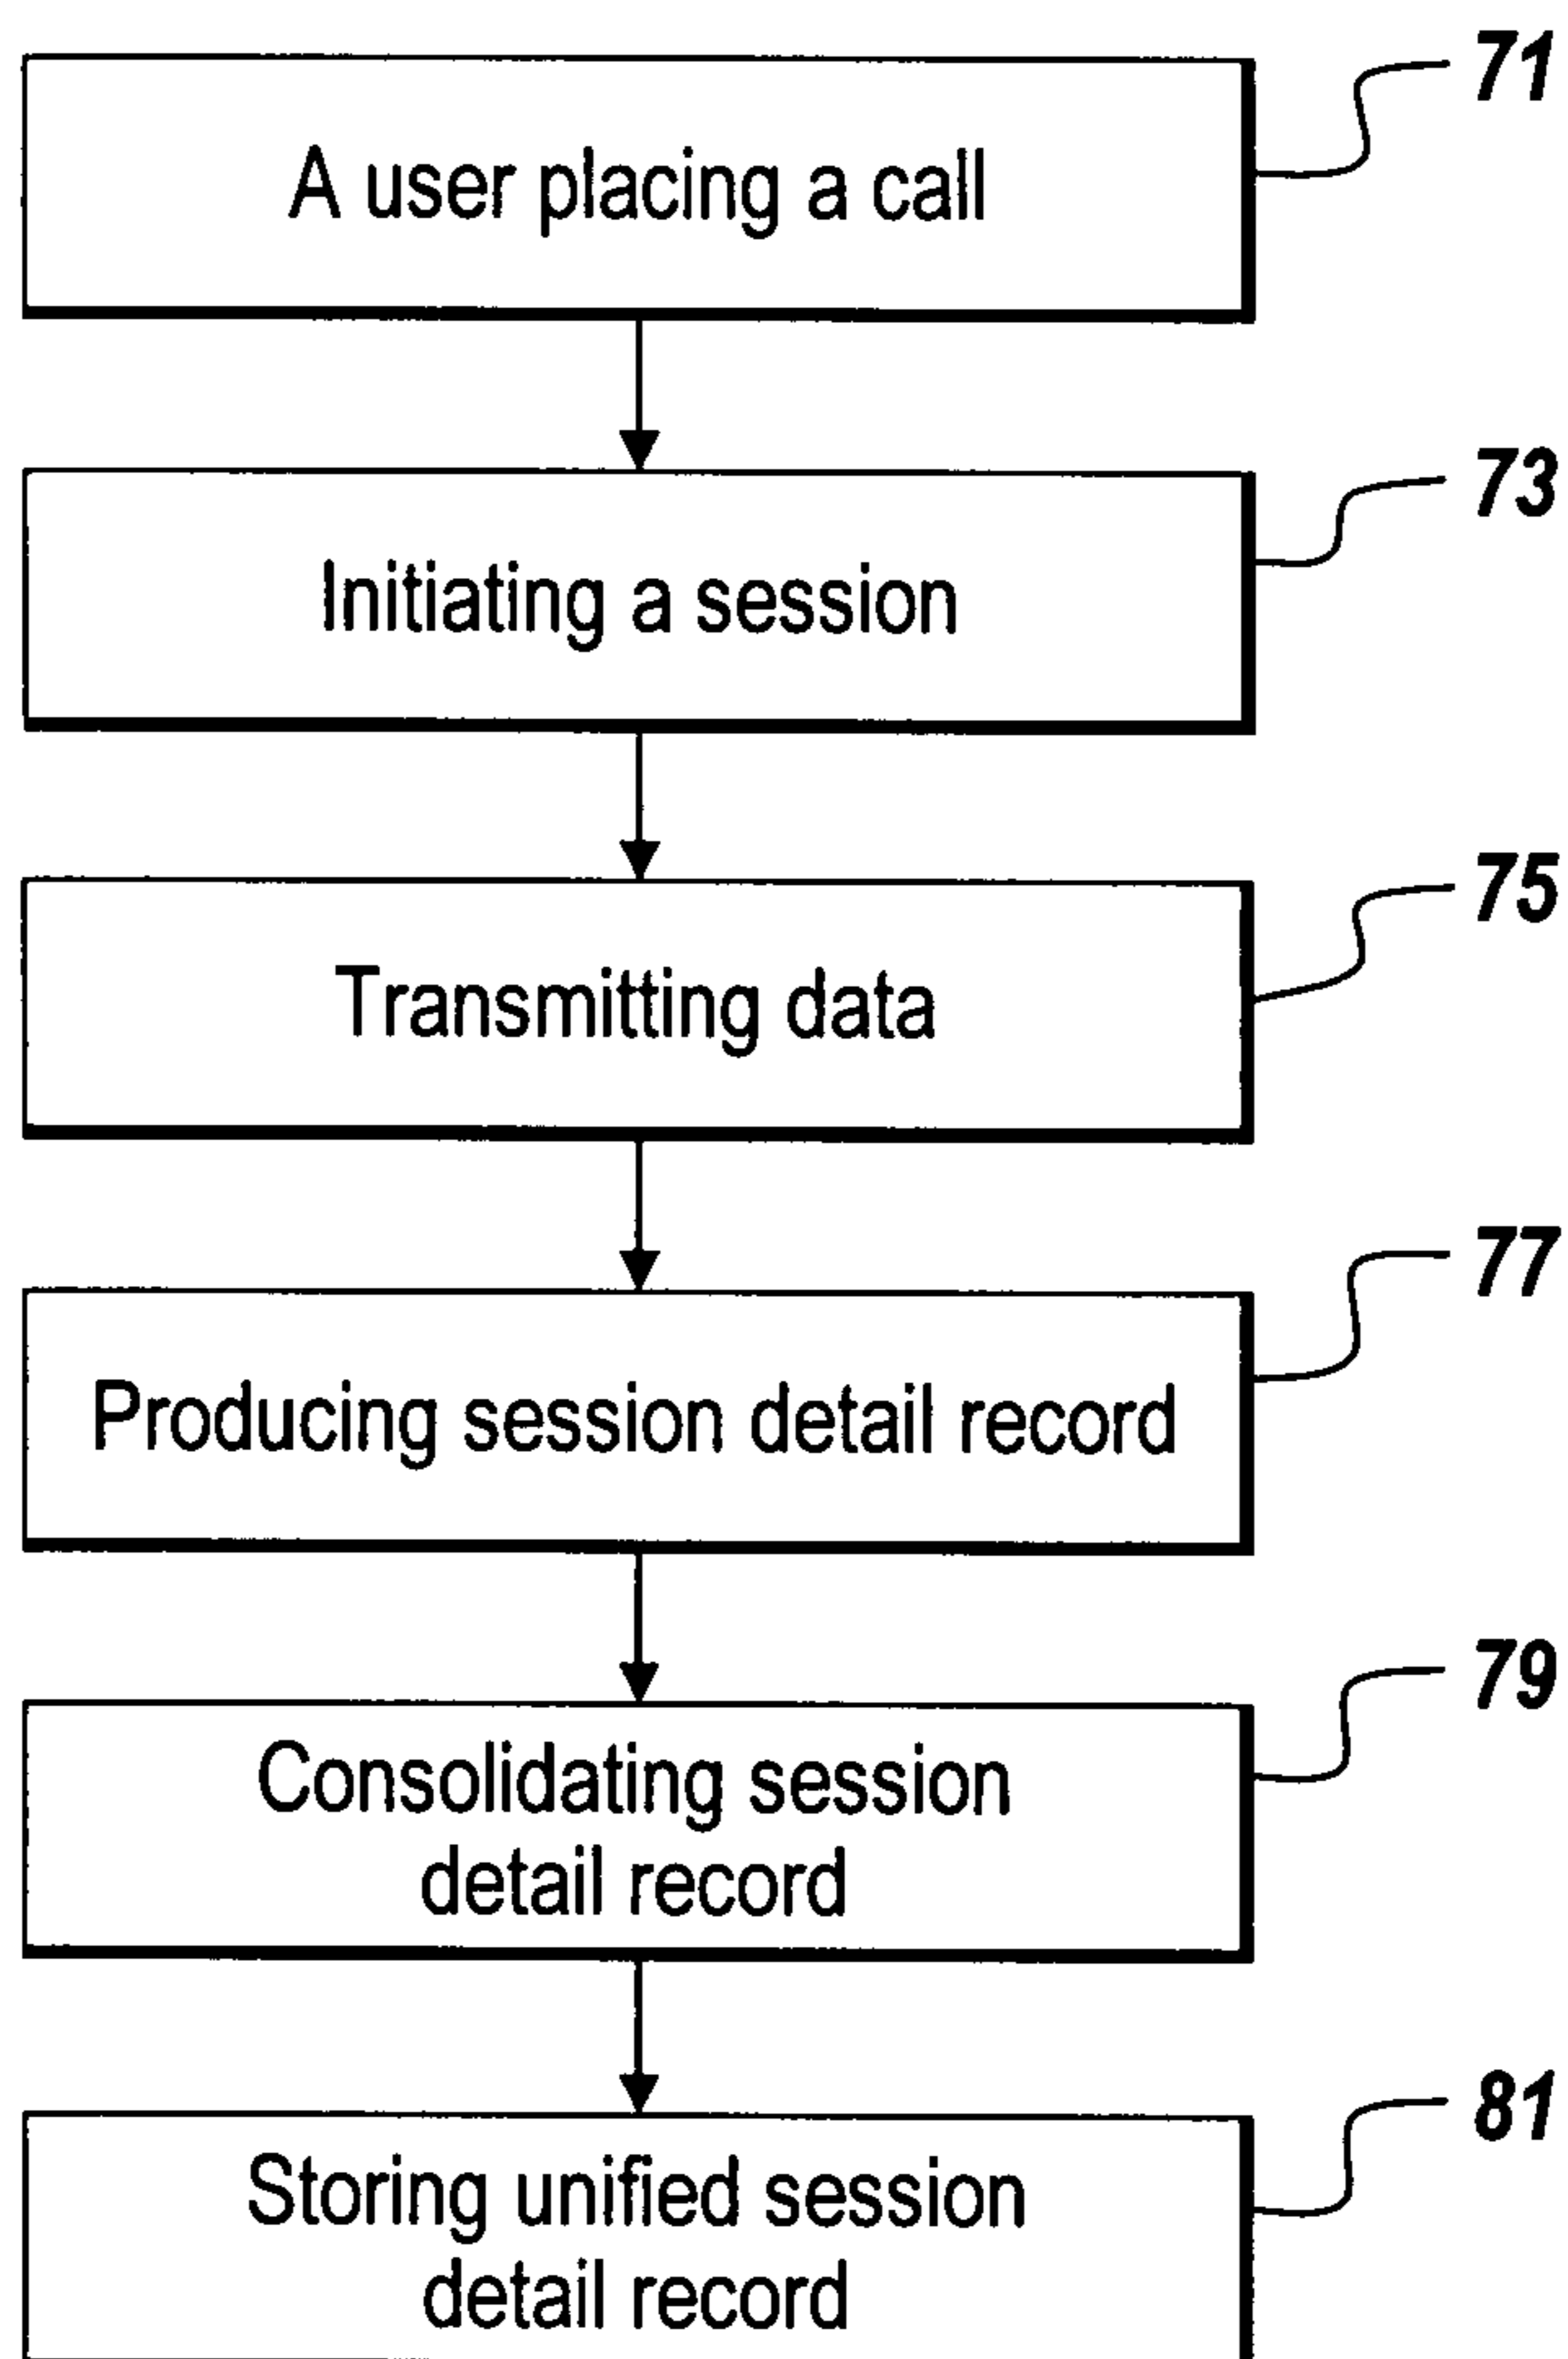 71
A user placing a call
73
Initiating a session
75
Transmitting data
77
Producing session detail record
79
Consolidating session
detail record
81
Storing unified session
detail record